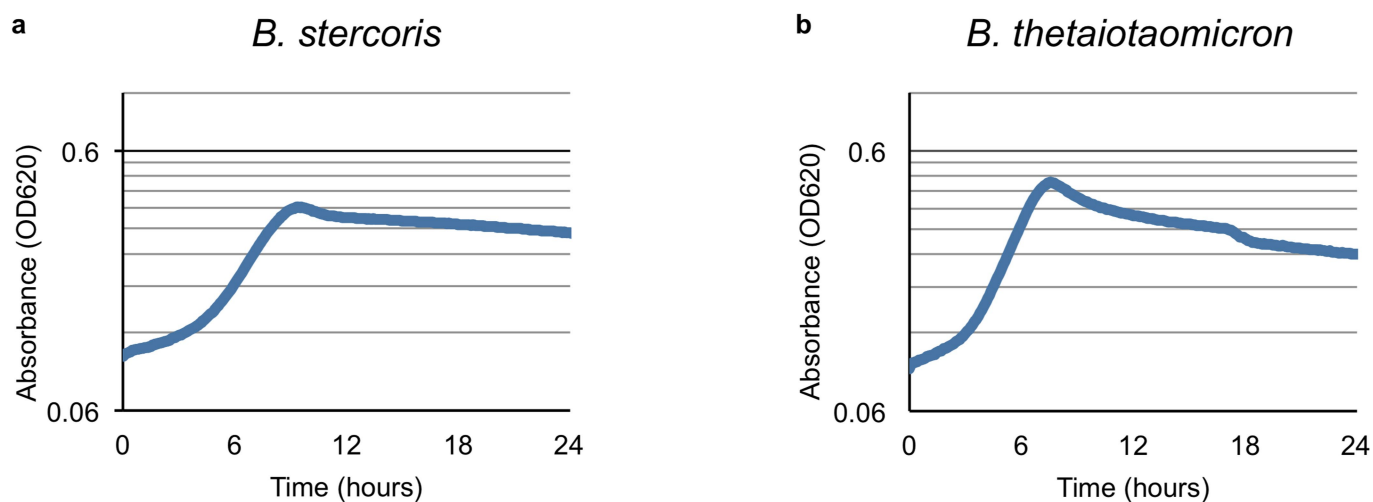 a
B. stercoris
Absorbance (OD620)
0.6
0.06
0 6 12 18 24
Time (hours)
b
B. thetaiotaomicron
Absorbance (OD620)
0.6
0.06
0 6 12 18 24
Time (hours)